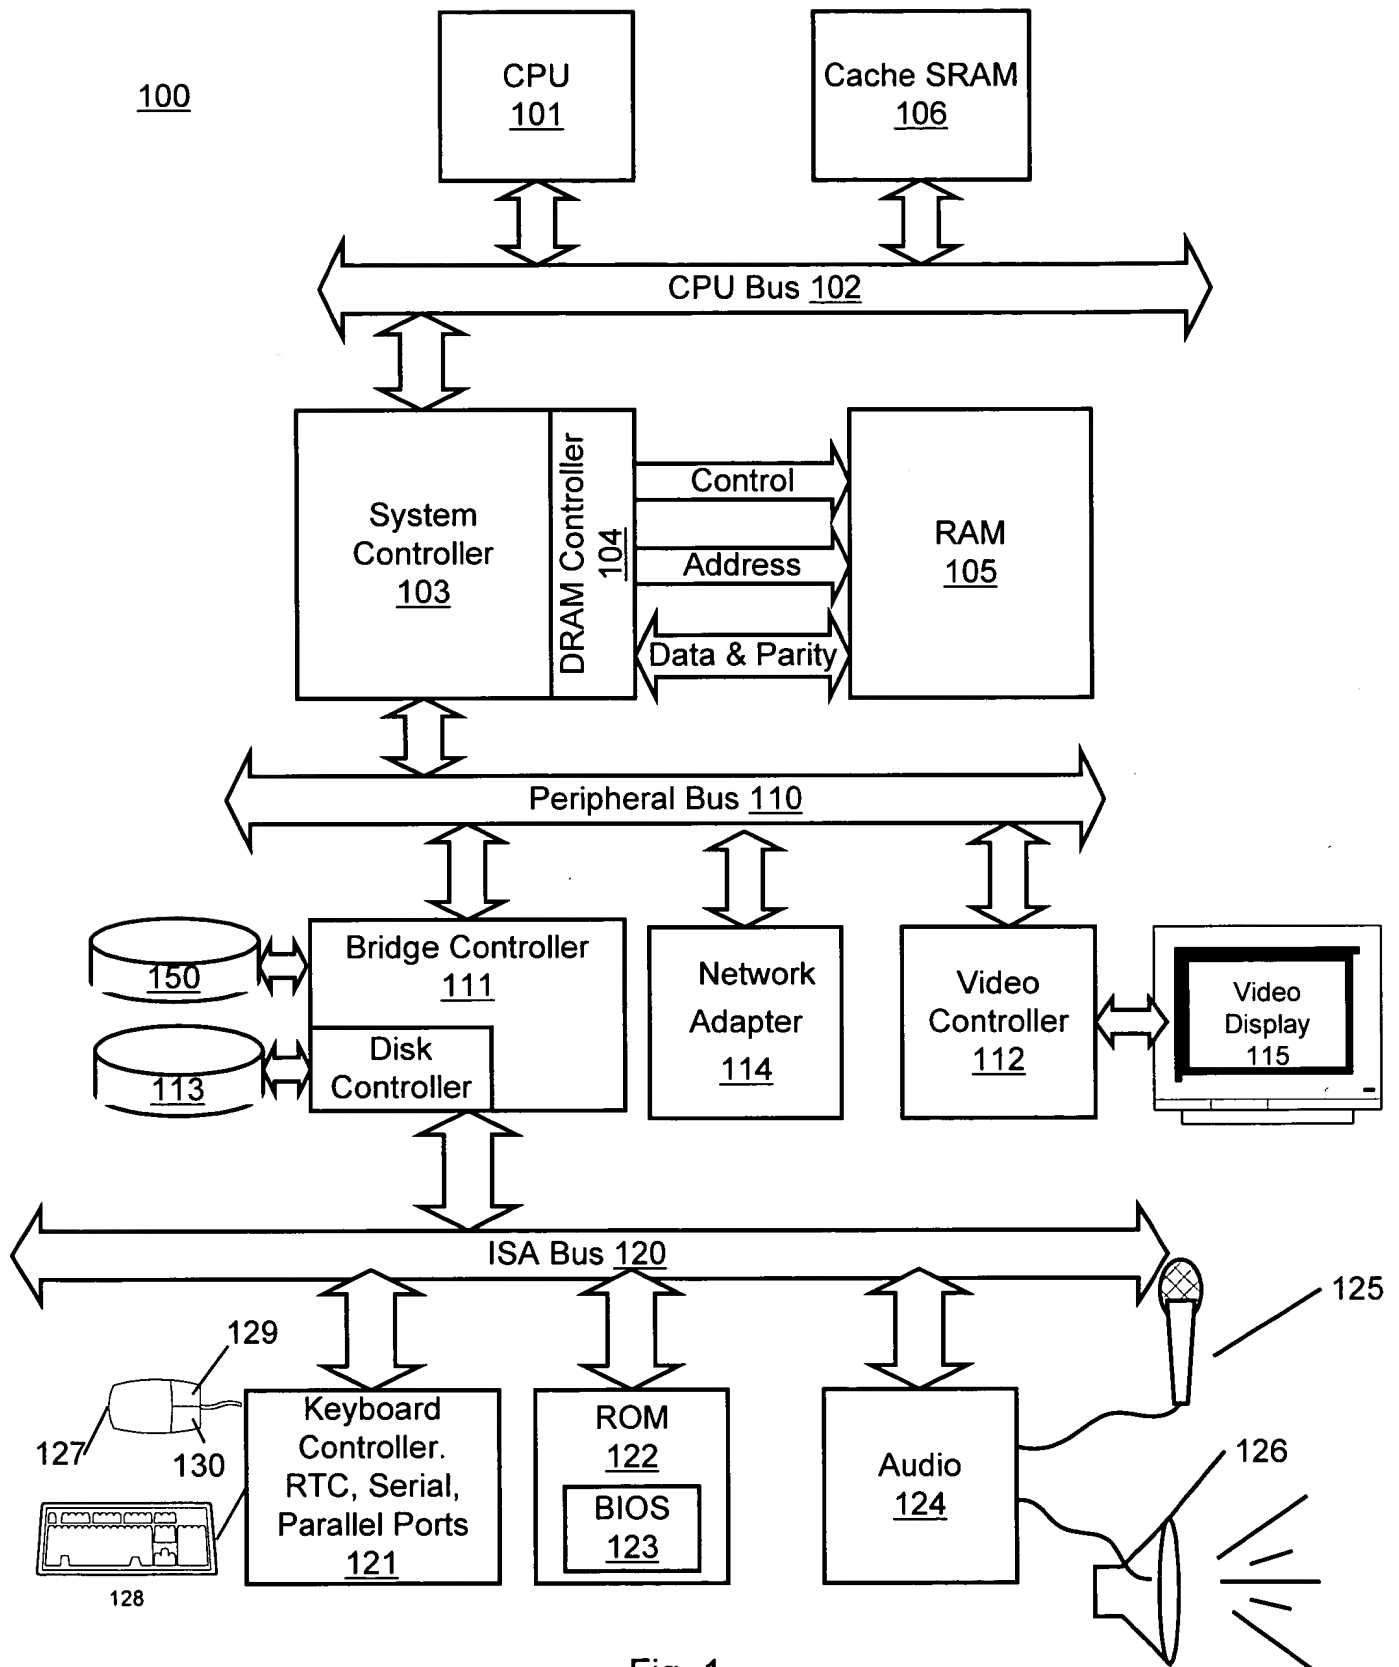 100
CPU
101
Cache SRAM
106
CPU Bus 102
System
Controller
103
DRAM Controller
104
Control
Address
Data & Parity
RAM
105
Peripheral Bus 110
150
113
Bridge Controller
111
Disk
Controller
Network
Adapter
114
Video
Controller
112
Video
Display
115
ISA Bus 120
125
129
127
130
128
Keyboard
Controller.
RTC, Serial,
Parallel Ports
121
ROM
122
BIOS
123
Audio
124
126
Fig. 1